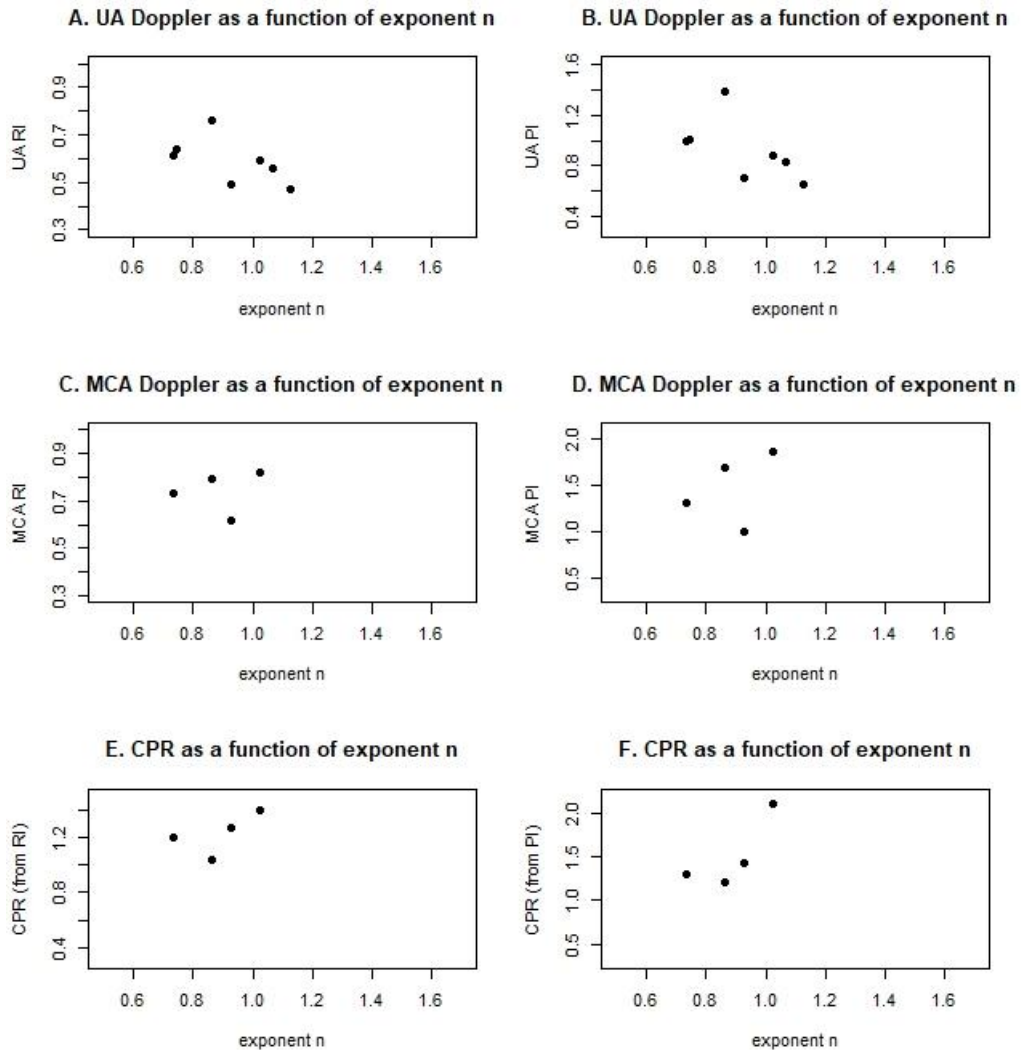 A. UA Doppler as a function of exponent n
UA RI
0.3 0.5 0.7 0.9
0.6 0.8 1.0 1.2 1.4 1.6
exponent n
B. UA Doppler as a function of exponent n
UA PI
0.4 0.8 1.2 1.6
0.6 0.8 1.0 1.2 1.4 1.6
exponent n
C. MCA Doppler as a function of exponent n
MCA RI
0.3 0.5 0.7 0.9
0.6 0.8 1.0 1.2 1.4 1.6
exponent n
D. MCA Doppler as a function of exponent n
MCA PI
0.5 1.0 1.5 2.0
0.6 0.8 1.0 1.2 1.4 1.6
exponent n
E. CPR as a function of exponent n
CPR (from RI)
0.4 0.8 1.2
0.6 0.8 1.0 1.2 1.4 1.6
exponent n
F. CPR as a function of exponent n
CPR (from PI)
0.5 1.0 1.5 2.0
0.6 0.8 1.0 1.2 1.4 1.6
exponent n